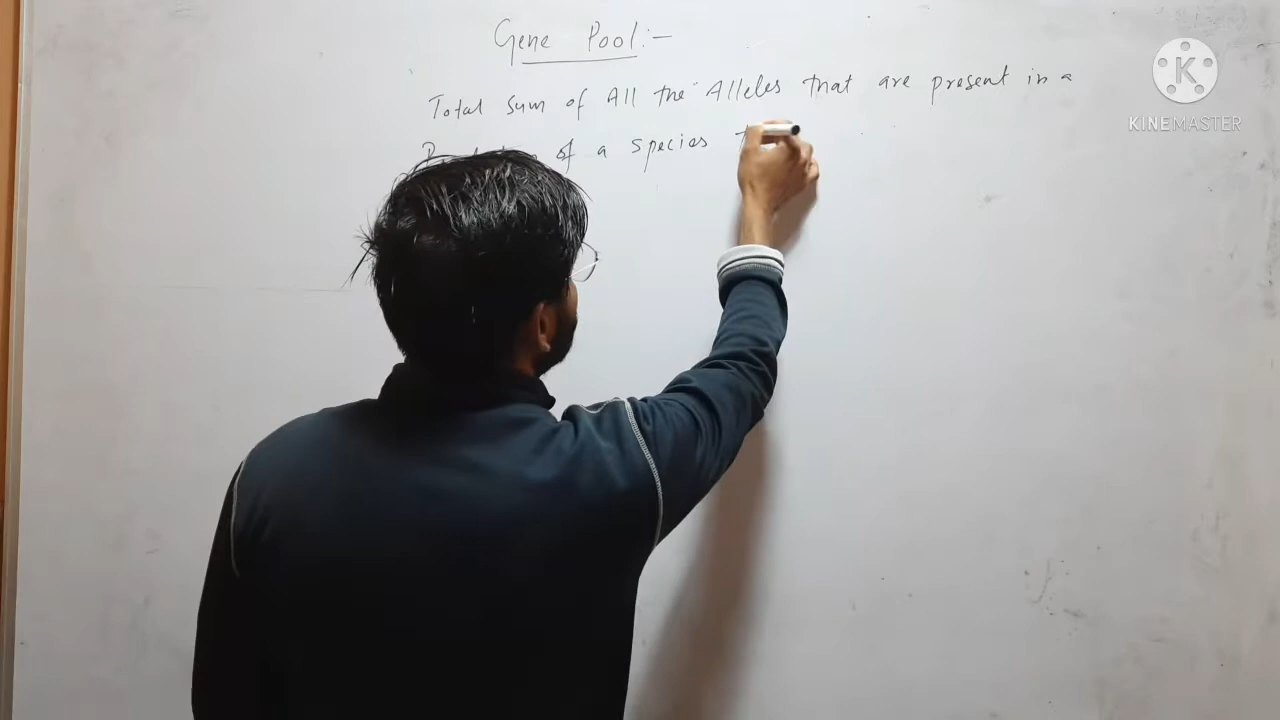 Gene Pool:-
Total Sum of All the Alleles that are present in a
of a Species
K
KINEMASTER